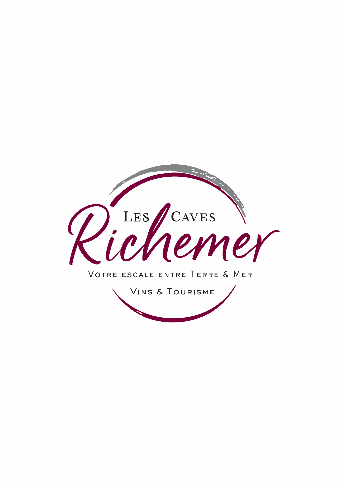 Les Caves
Richemer
Votre escale entre Terre & Mer
Vins & Tourisme